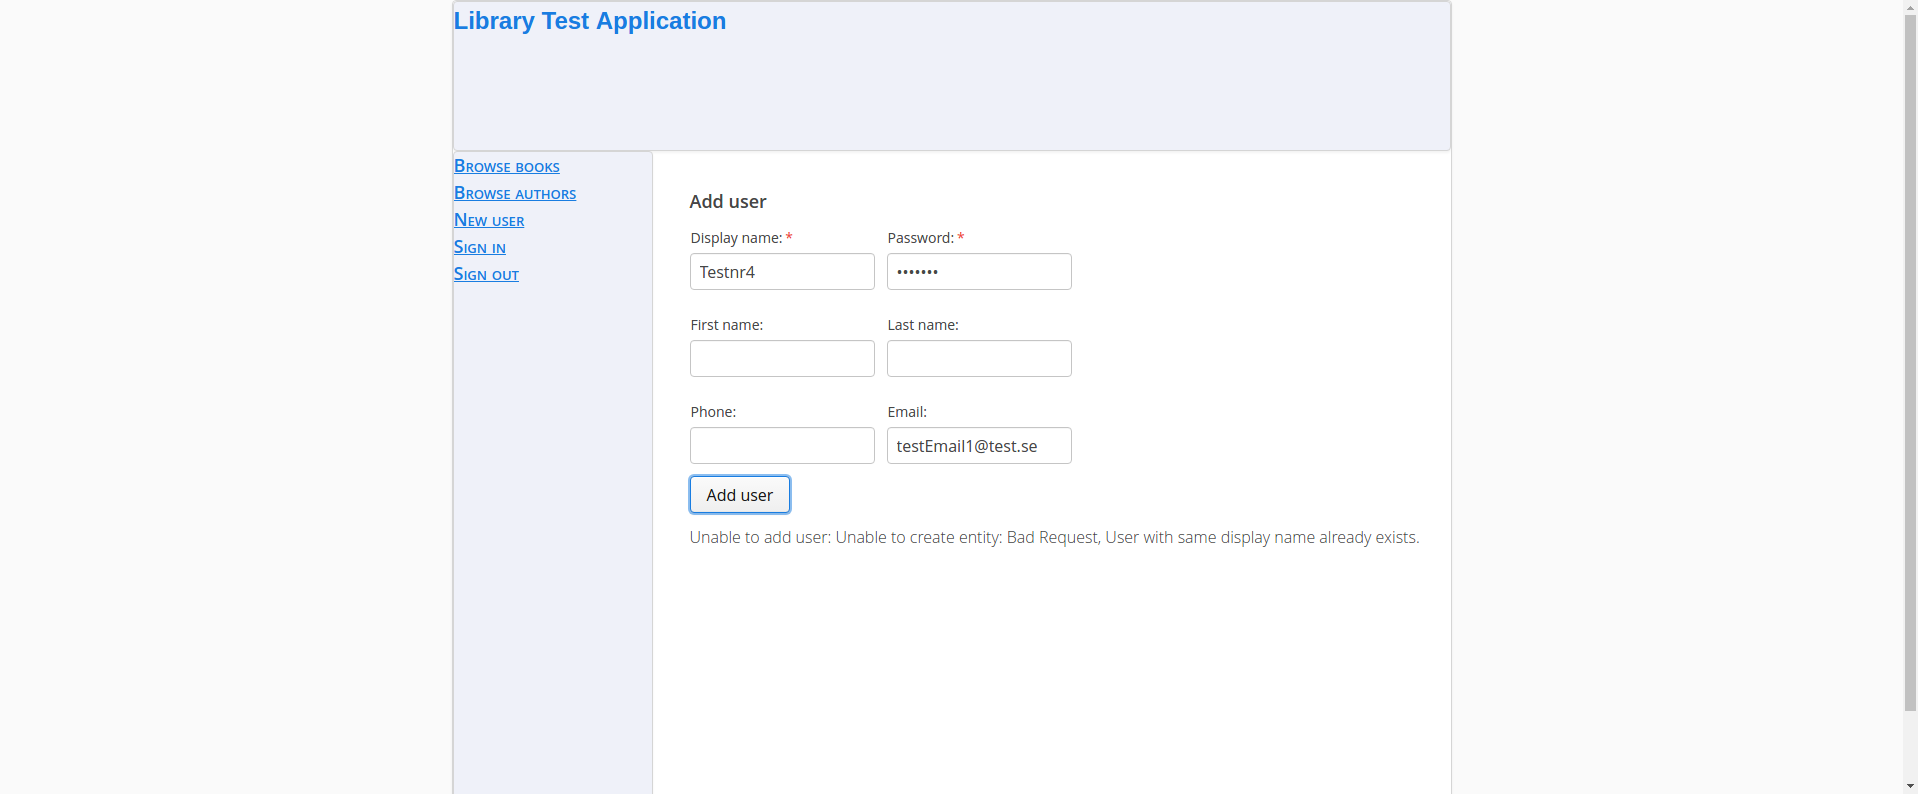 Library Test Application
Browse books
Browse authors
New user
Sign in
Sign out
Add user
Display name: * Password: *
Testnr4 •••••••
First name: Last name:
Phone: Email:
testEmail1@test.se
Add user
Unable to add user: Unable to create entity: Bad Request, User with same display name already exists.